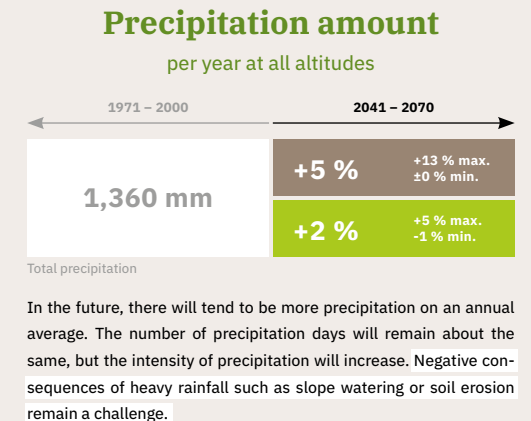 Precipitation amount
per year at all altitudes
1971 – 2000
2041 – 2070
1,360 mm
+5 %
+13 % max.
±0 % min.
+2 %
+5 % max.
-1 % min.
Total precipitation
In the future, there will tend to be more precipitation on an annual
average. The number of precipitation days will remain about the
same, but the intensity of precipitation will increase. Negative con-
sequences of heavy rainfall such as slope watering or soil erosion
remain a challenge.